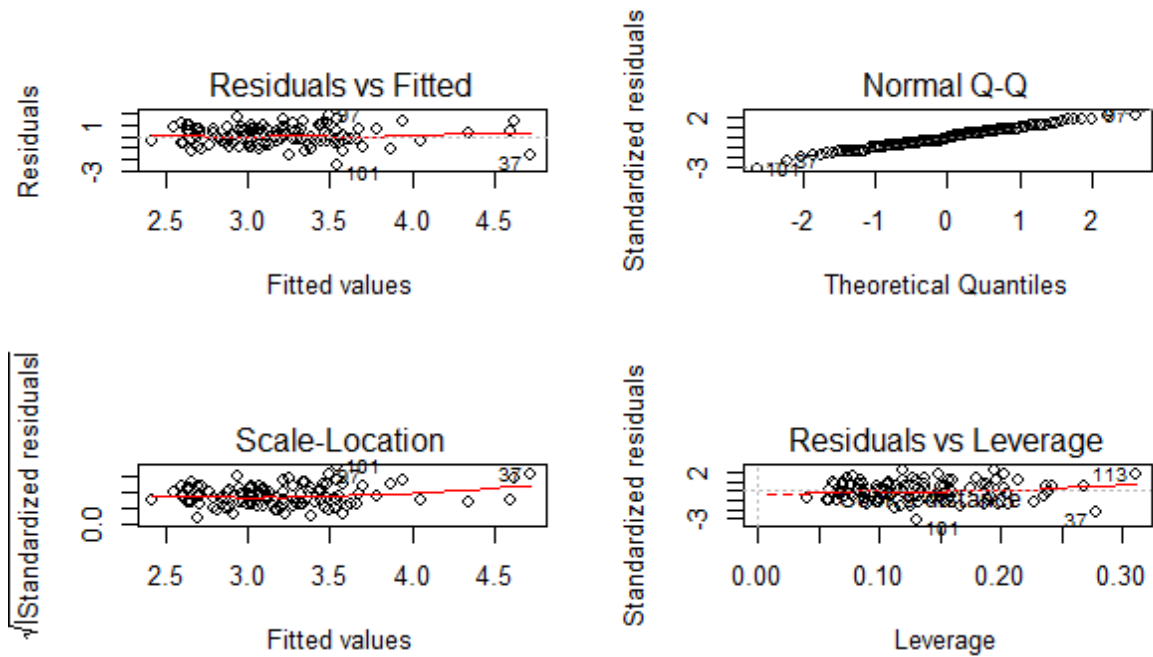 Residuals vs Fitted
Residuals
1
-3
97
37
101
2.5 3.0 3.5 4.0 4.5
Fitted values
Normal Q-Q
Standardized residuals
2
-3
97
37
101
-2 -1 0 1 2
Theoretical Quantiles
Scale-Location
√|Standardized residuals|
0.0
101
97
37
2.5 3.0 3.5 4.0 4.5
Fitted values
Residuals vs Leverage
Standardized residuals
2
-3
113
37
101
0.00 0.10 0.20 0.30
Leverage